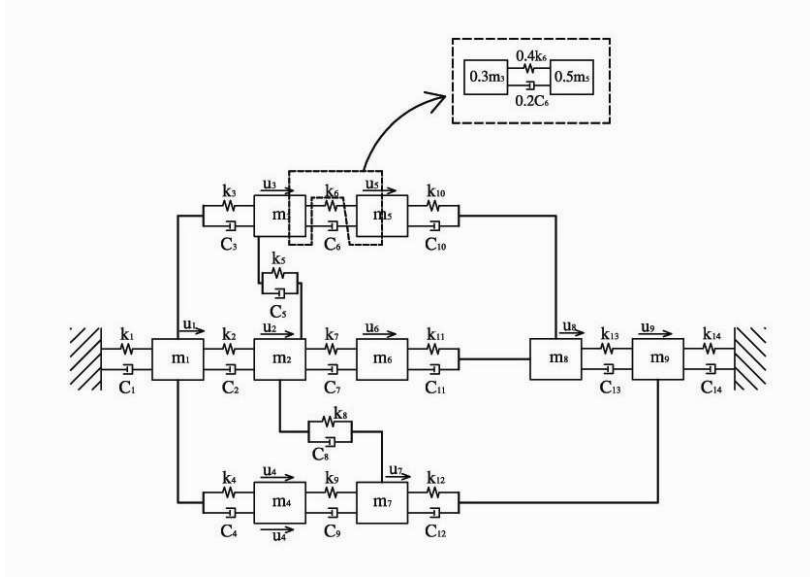 0.4k₆
0.3m₃ 0.5m₅
0.2C₆
k₃ u₃ k₆ u₅ k₁₀
m₃ m₅
C₃ C₆ C₁₀
k₅
C₅
k₁ u₁ k₂ u₂ k₇ u₆ k₁₁ u₈ k₁₃ u₉ k₁₄
m₁ m₂ m₆ m₈ m₉
C₁ C₂ C₇ C₁₁ C₁₃ C₁₄
k₈
C₈
k₄ u₄ k₉ u₇ k₁₂
m₄ m₇
C₄ u₄ C₉ C₁₂